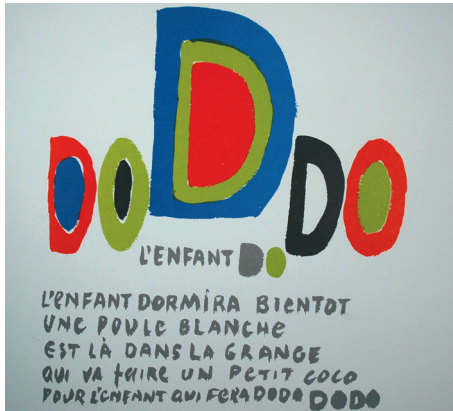 DODDO
L'ENFANT DO
L'ENFANT DORMIRA BIENTOT
UNE POULE BLANCHE
EST LÀ DANS LA GRANGE
QUI VA faire UN PETIT COCO
POUR L'ENFANT QUI FERA DODO DODO